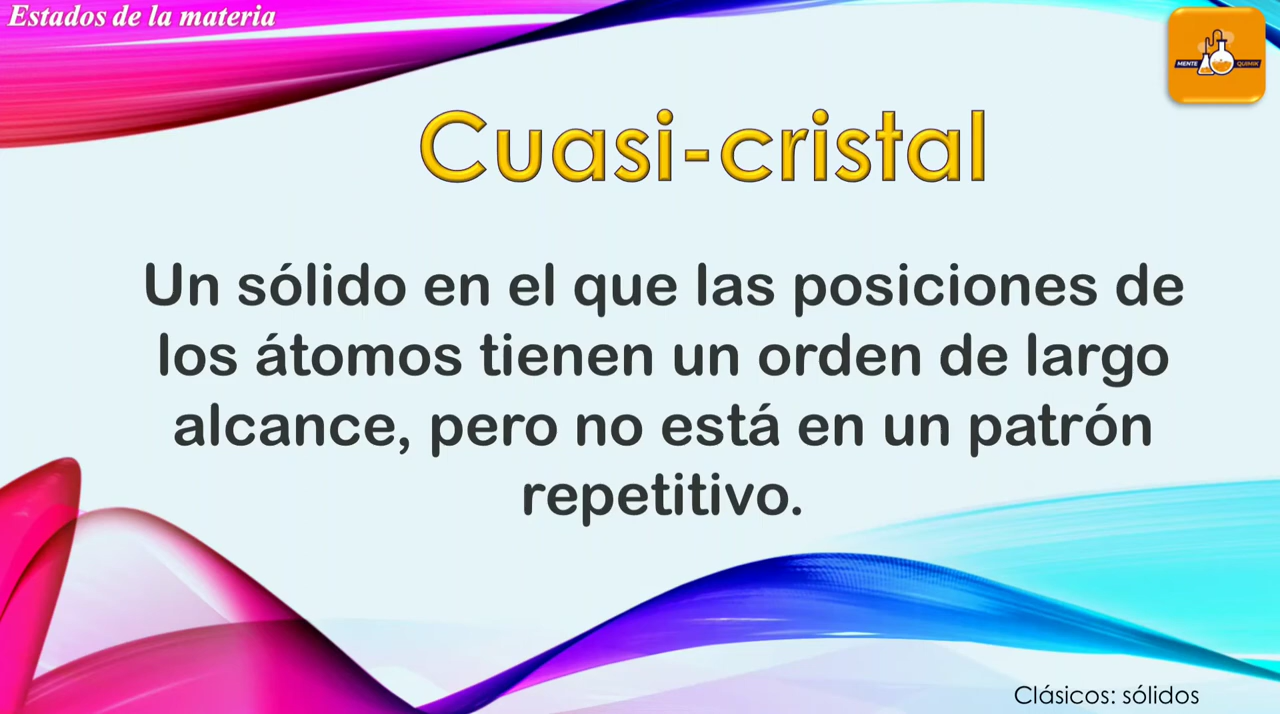 Estados de la materia
MENTE QUIMIK
Cuasi-cristal
Un sólido en el que las posiciones de
los átomos tienen un orden de largo
alcance, pero no está en un patrón
repetitivo.
Clásicos: sólidos